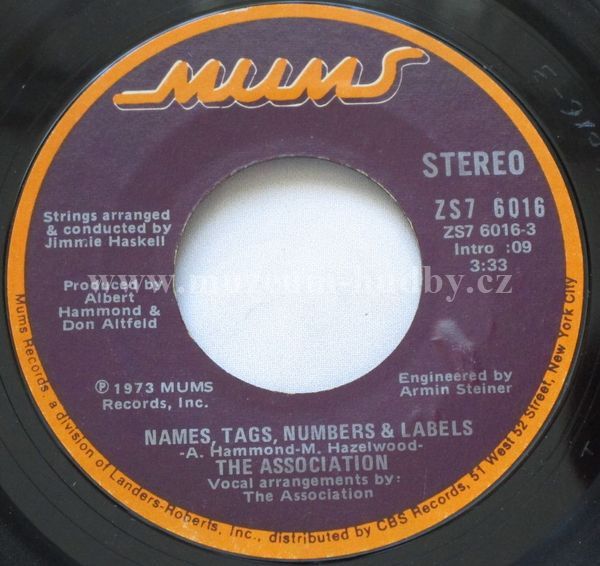 MUMS
STEREO
ZS7 6016
ZS7 6016-3
Intro :09
3:33
Strings arranged
& conducted by
Jimmie Haskell
Produced by
Albert
Hammond &
Don Altfeld
℗ 1973 MUMS
Records, Inc.
Engineered by
Armin Steiner
NAMES, TAGS, NUMBERS & LABELS
-A. Hammond-M. Hazelwood-
THE ASSOCIATION
Vocal arrangements by:
The Association
Mums Records, a division of Landers-Roberts, Inc., distributed by CBS Records, 51 West 52 Street, New York City